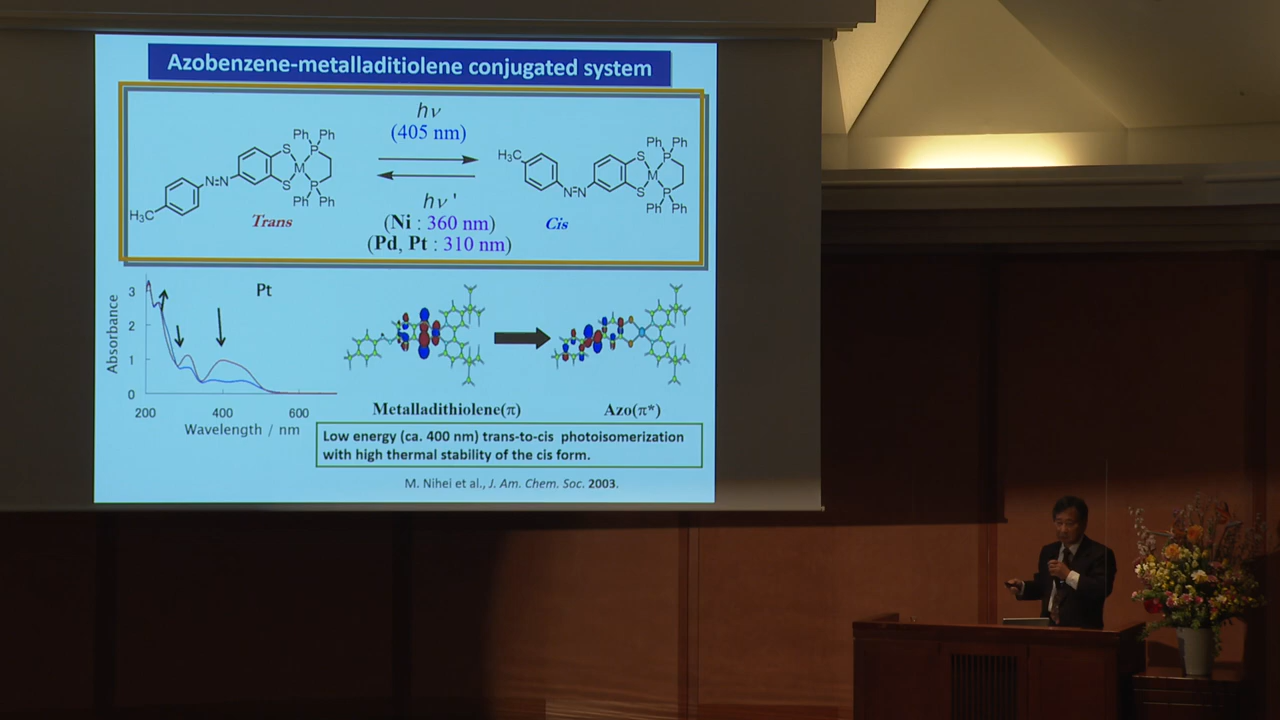 Azobenzene-metalladitiolene conjugated system
hν
(405 nm)
Ph Ph
S P
M
S P
Ph Ph
N=N
H₃C
Trans
hν'
(Ni : 360 nm)
(Pd, Pt : 310 nm)
Ph Ph
H₃C
S P
M
S P
N=N
Ph Ph
Cis
Pt
Absorbance
3
2
1
0
200 400 600
Wavelength / nm
Metalladithiolene(π)
Azo(π*)
Low energy (ca. 400 nm) trans-to-cis photoisomerization
with high thermal stability of the cis form.
M. Nihei et al., J. Am. Chem. Soc. 2003.